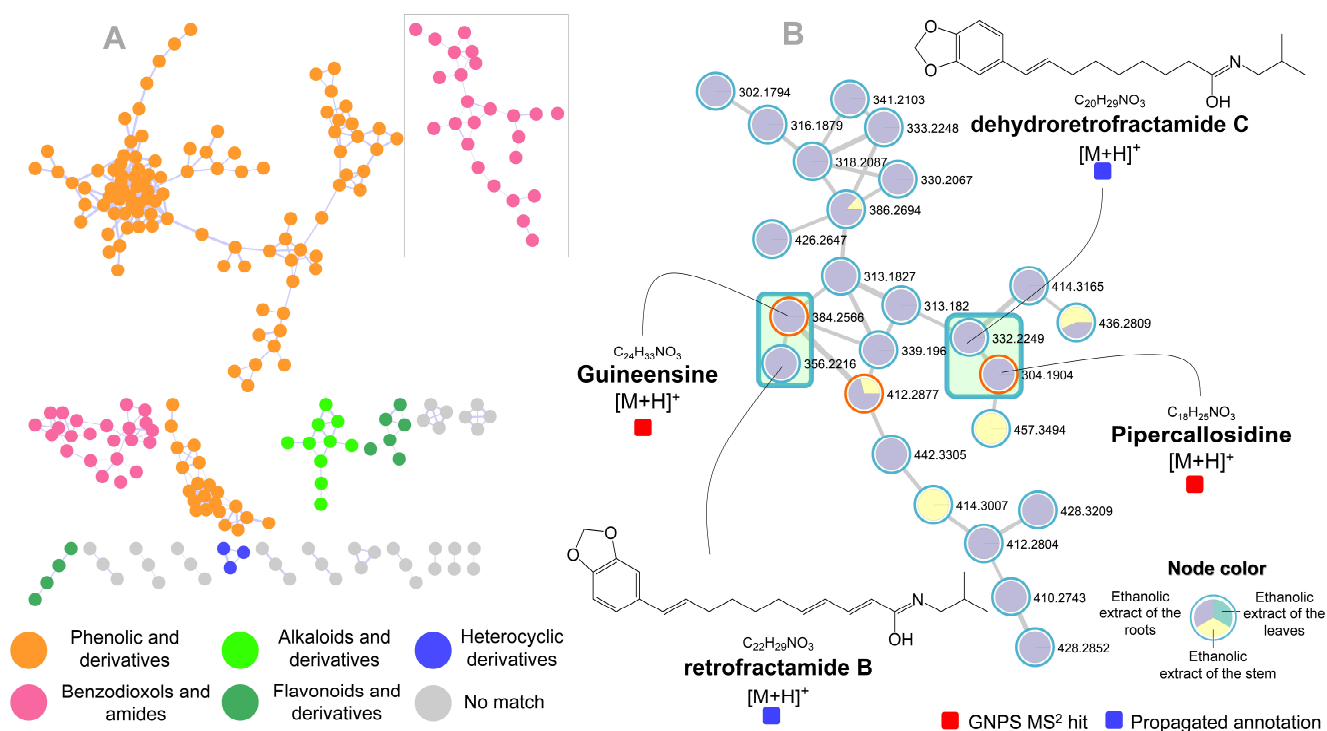 A
B
O
O
N
OH
C20H29NO3
dehydroretrofractamide C
[M+H]+
302.1794
316.1879
341.2103
333.2248
318.2087
330.2067
386.2694
426.2647
313.1827
313.182
384.2566
356.2216
339.196
412.2877
414.3165
436.2809
332.2249
304.1904
457.3494
442.3305
414.3007
428.3209
412.2804
410.2743
428.2852
C24H33NO3
Guineensine
[M+H]+
C18H25NO3
Pipercallosidine
[M+H]+
O
O
N
OH
C22H29NO3
retrofractamide B
[M+H]+
Node color
Ethanolic
extract of the
roots
Ethanolic
extract of the
leaves
Ethanolic
extract of the stem
GNPS MS2 hit
Propagated annotation
Phenolic and
derivatives
Alkaloids and
derivatives
Heterocyclic
derivatives
Benzodioxols and
amides
Flavonoids and
derivatives
No match